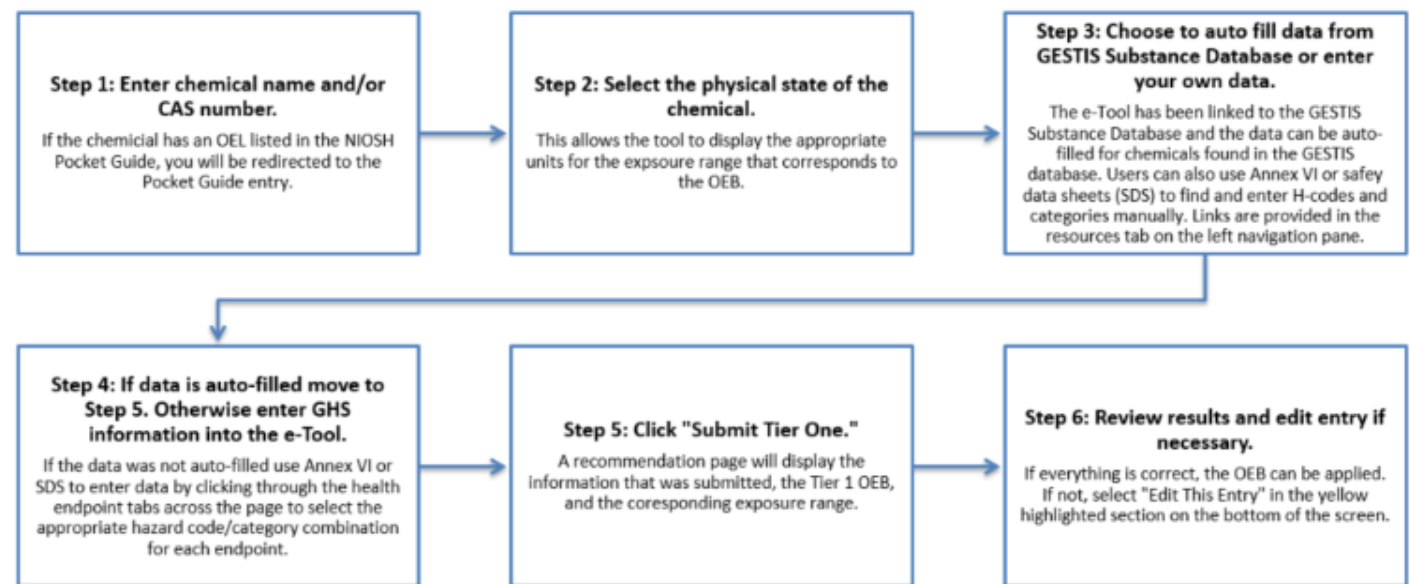 Step 1: Enter chemical name and/or
CAS number.
If the chemicial has an OEL listed in the NIOSH
Pocket Guide, you will be redirected to the
Pocket Guide entry.
Step 2: Select the physical state of the
chemical.
This allows the tool to display the appropriate
units for the expsoure range that corresponds to
the OEB.
Step 3: Choose to auto fill data from
GESTIS Substance Database or enter
your own data.
The e-Tool has been linked to the GESTIS
Substance Database and the data can be auto-
filled for chemicals found in the GESTIS
database. Users can also use Annex VI or safey
data sheets (SDS) to find and enter H-codes and
categories manually. Links are provided in the
resources tab on the left navigation pane.
Step 4: If data is auto-filled move to
Step 5. Otherwise enter GHS
information into the e-Tool.
If the data was not auto-filled use Annex VI or
SDS to enter data by clicking through the health
endpoint tabs across the page to select the
appropriate hazard code/category combination
for each endpoint.
Step 5: Click "Submit Tier One."
A recommendation page will display the
information that was submitted, the Tier 1 OEB,
and the coresponding exposure range.
Step 6: Review results and edit entry if
necessary.
If everything is correct, the OEB can be applied.
If not, select "Edit This Entry" in the yellow
highlighted section on the bottom of the screen.